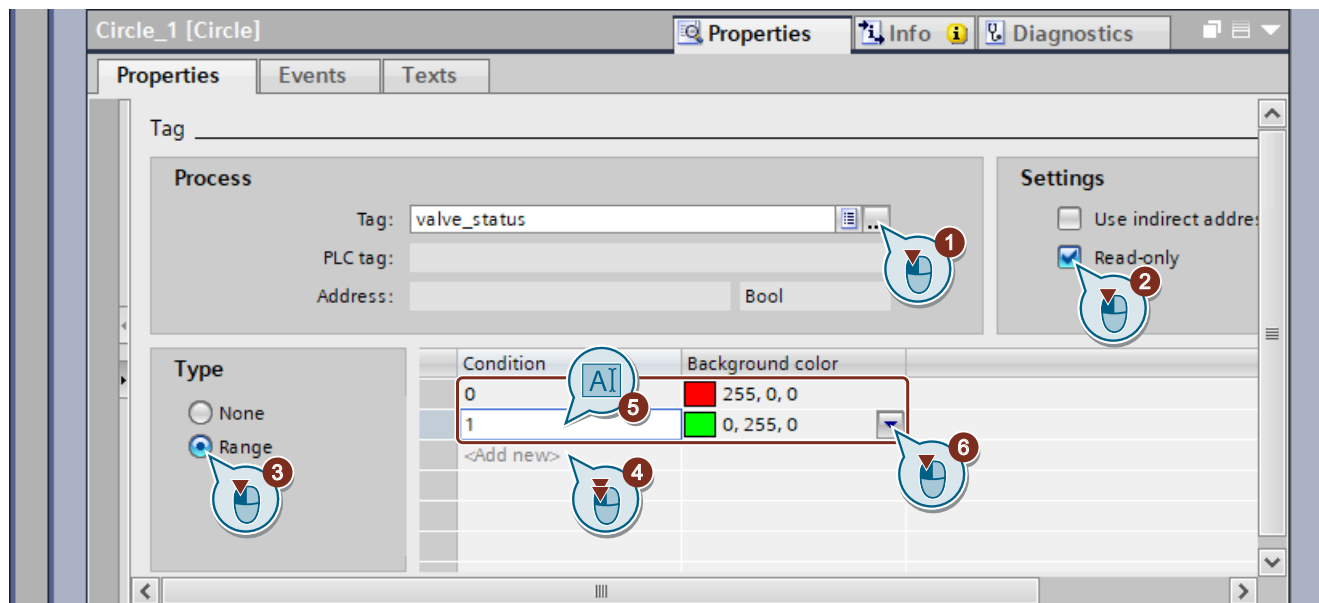 Circle_1 [Circle]
Properties
Info
Diagnostics
Properties
Events
Texts
Tag
Process
Settings
Tag:
valve_status
...
1
Use indirect addre
PLC tag:
Read-only
2
Address:
Bool
Type
Condition
Background color
None
0
255, 0, 0
AI
5
1
0, 255, 0
Range
<Add new>
3
4
6